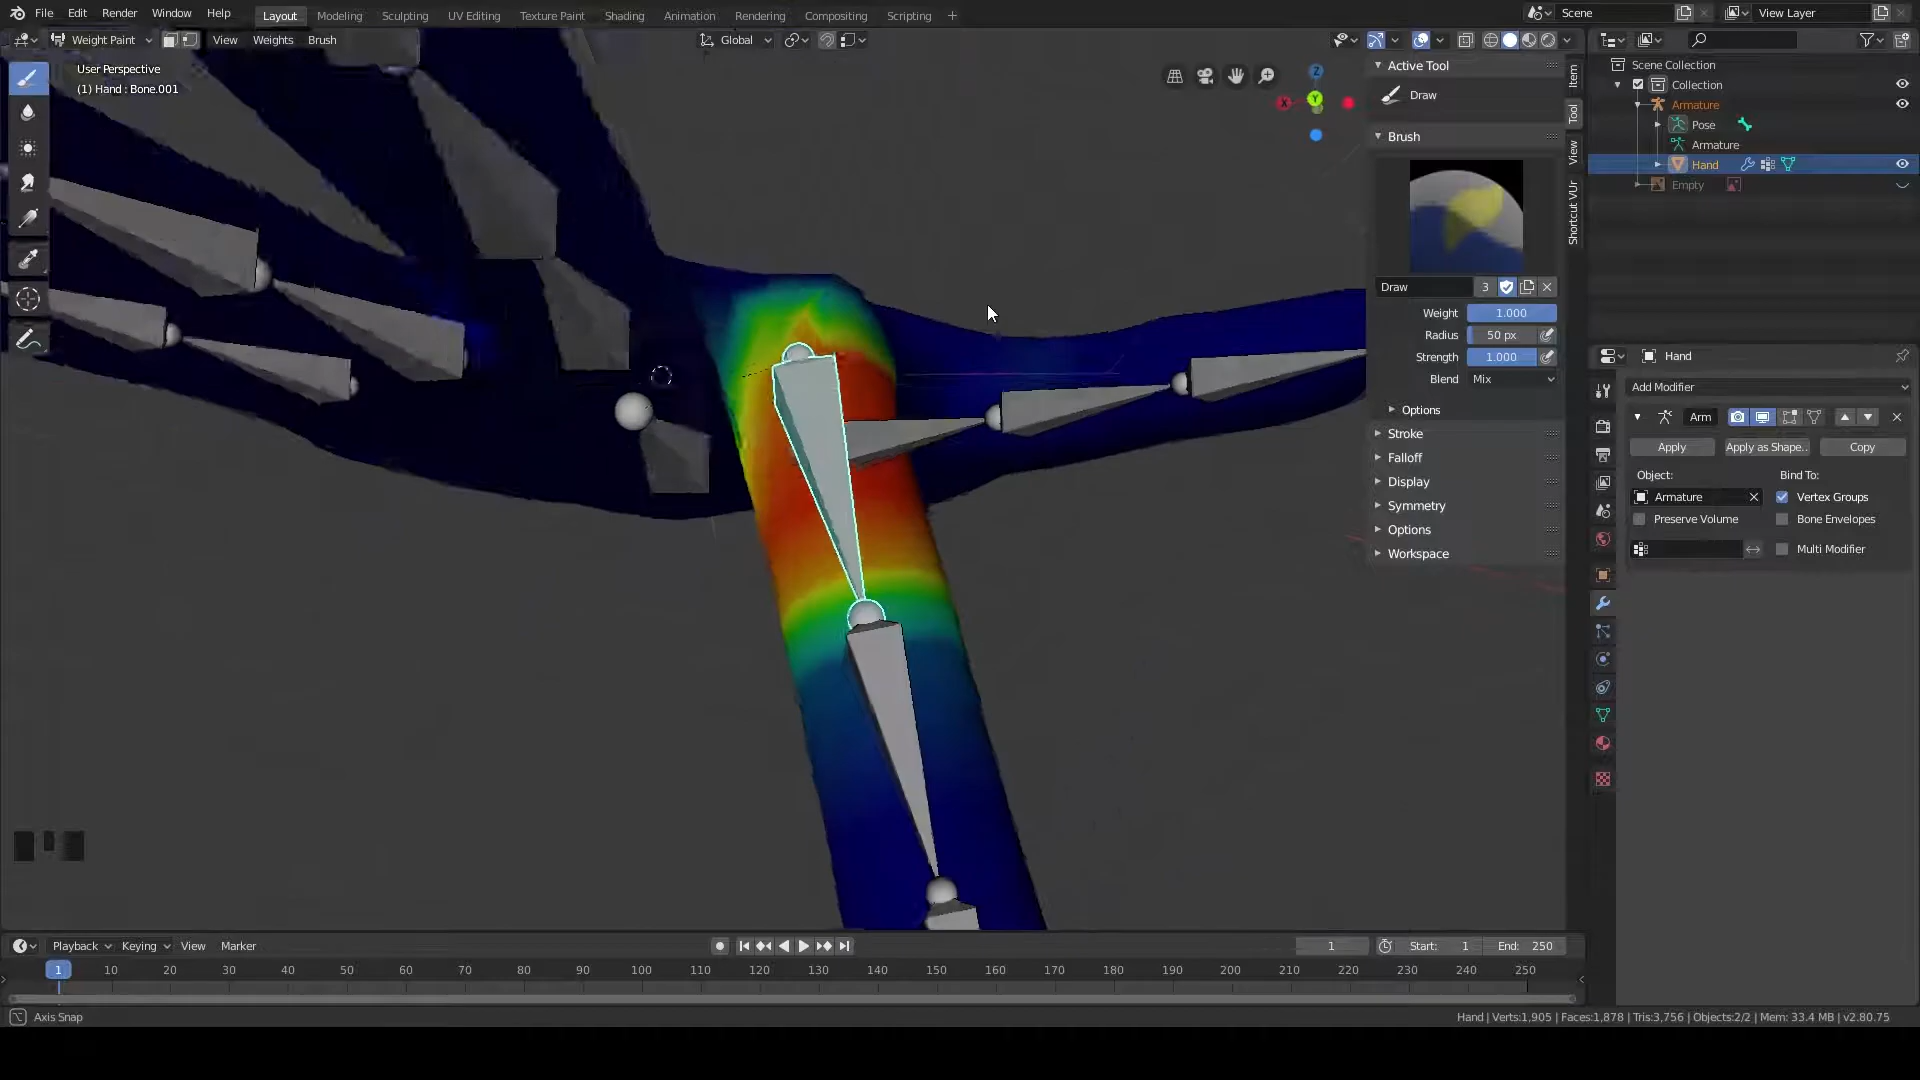 File Edit Render Window Help Layout Modeling Sculpting UV Editing Texture Paint Shading Animation Rendering Compositing Scripting + Scene View Layer
Weight Paint View Weights Brush Global
User Perspective
(1) Hand : Bone.001
X
Y
Z
Active Tool
Draw
Brush
Draw 3
Weight 1.000
Radius 50 px
Strength 1.000
Blend Mix
Options
Stroke
Falloff
Display
Symmetry
Options
Workspace
Item
Tool
View
Shortcut VUr
Scene Collection
Collection
Armature
Pose
Armature
Hand
Empty
Hand
Add Modifier
Arm
Apply Apply as Shape.. Copy
Object: Bind To:
Armature Vertex Groups
Preserve Volume Bone Envelopes
Multi Modifier
Playback Keying View Marker 1 Start: 1 End: 250
1 10 20 30 40 50 60 70 80 90 100 110 120 130 140 150 160 170 180 190 200 210 220 230 240 250
Axis Snap
Hand | Verts:1,905 | Faces:1,878 | Tris:3,756 | Objects:2/2 | Mem: 33.4 MB | v2.80.75